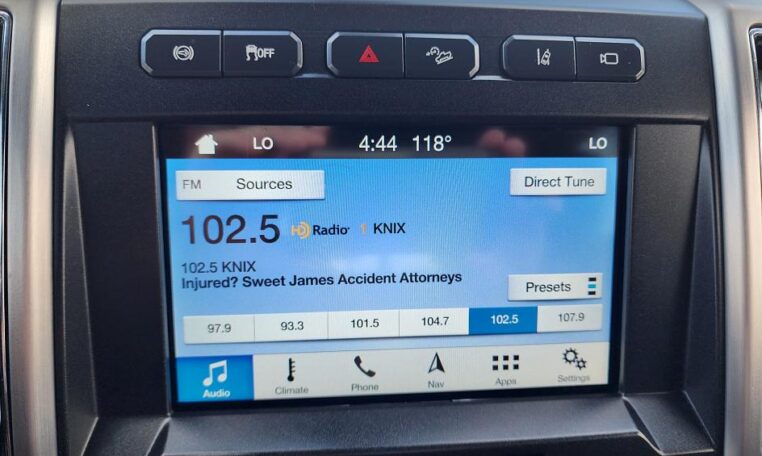 OFF
LO 4:44 118° LO
FM Sources Direct Tune
102.5 HD Radio 1 KNIX
102.5 KNIX
Injured? Sweet James Accident Attorneys
Presets
97.9 93.3 101.5 104.7 102.5 107.9
Audio Climate Phone Nav Apps Settings